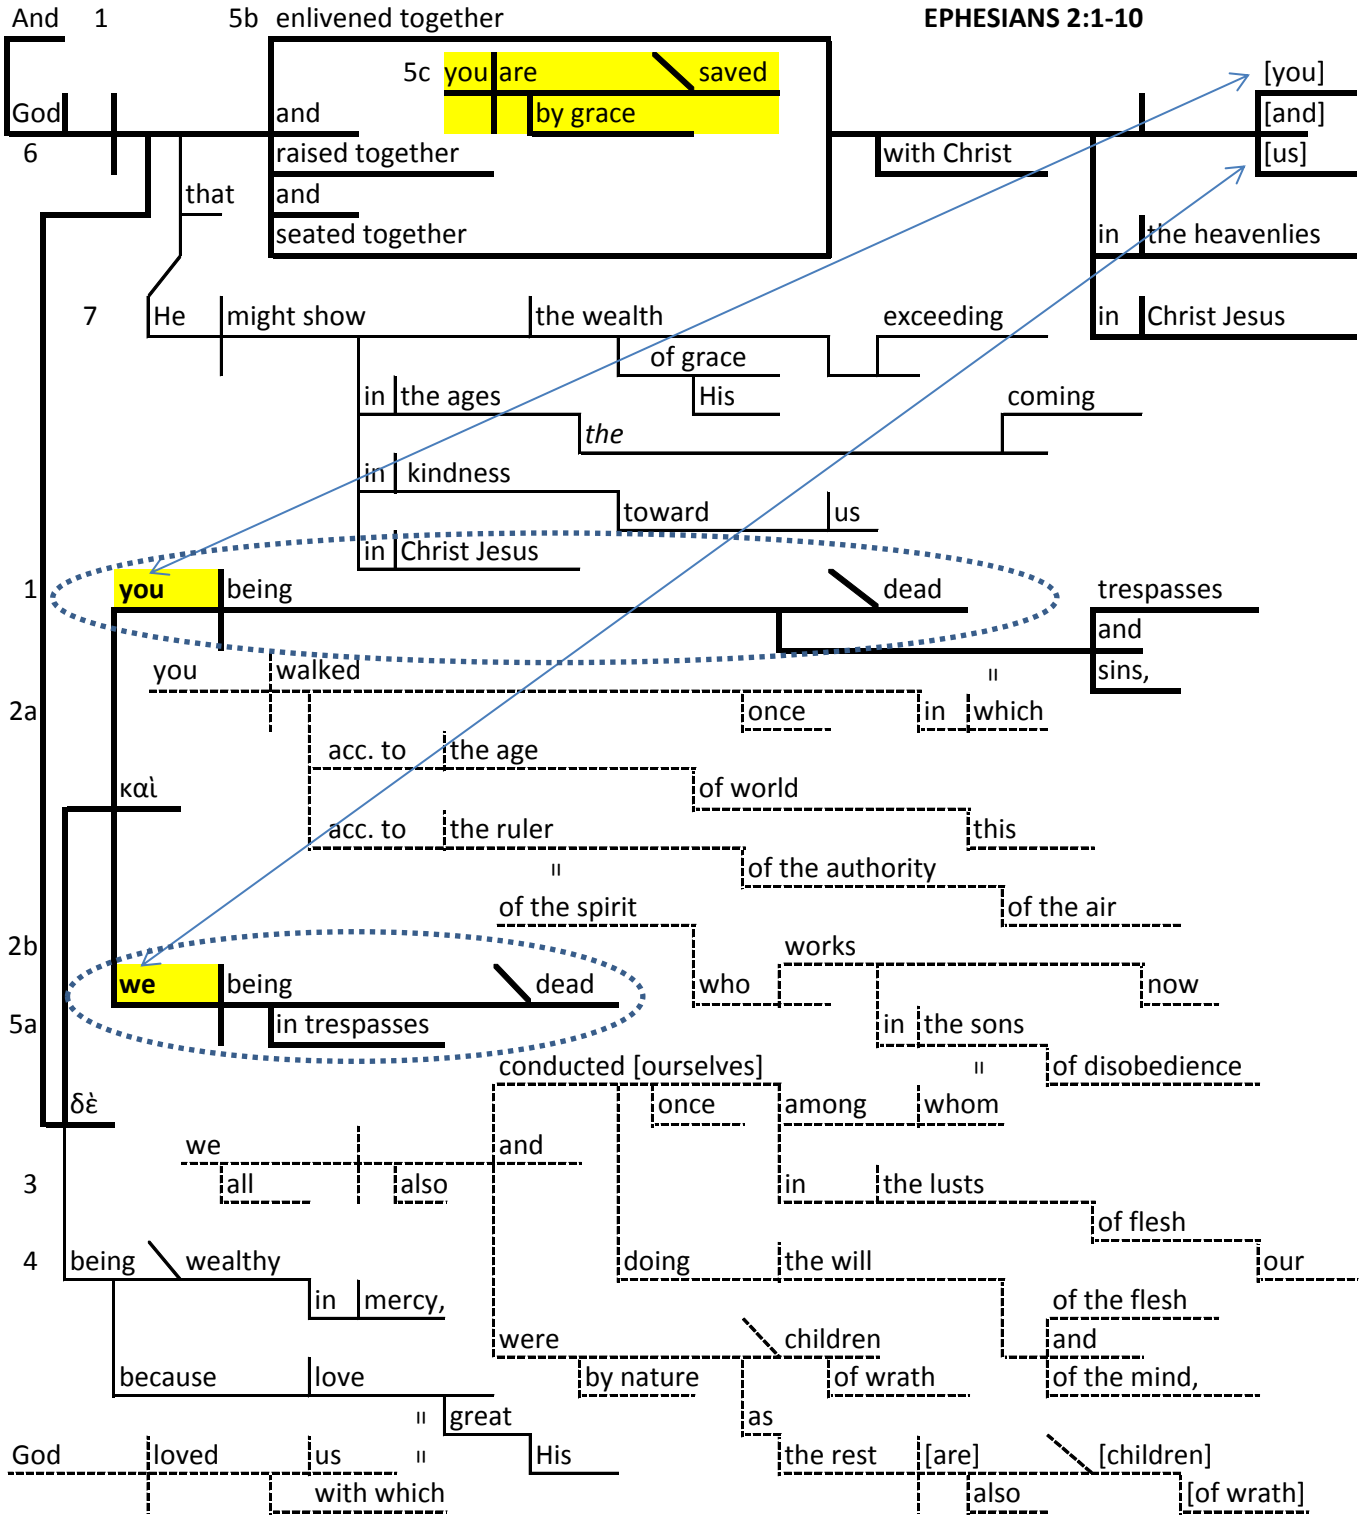 And 1 5b enlivened together EPHESIANS 2:1-10
5c you are saved [you]
God and by grace [and]
6 raised together with Christ [us]
that and
seated together in the heavenlies
7 He might show the wealth exceeding in Christ Jesus
of grace
in the ages His coming
the
in kindness
toward us
in Christ Jesus
1 you being dead trespasses
and
you walked = sins,
2a once in which
acc. to the age
καὶ of world
acc. to the ruler this
= of the authority
of the spirit of the air
2b works
we being dead who now
5a in trespasses in the sons
conducted [ourselves] = of disobedience
δὲ once among whom
we and
3 all also in the lusts
of flesh
4 being wealthy doing the will our
in mercy, of the flesh
were children and
because love by nature of wrath of the mind,
= great as
God loved us = His the rest [are] [children]
with which also [of wrath]